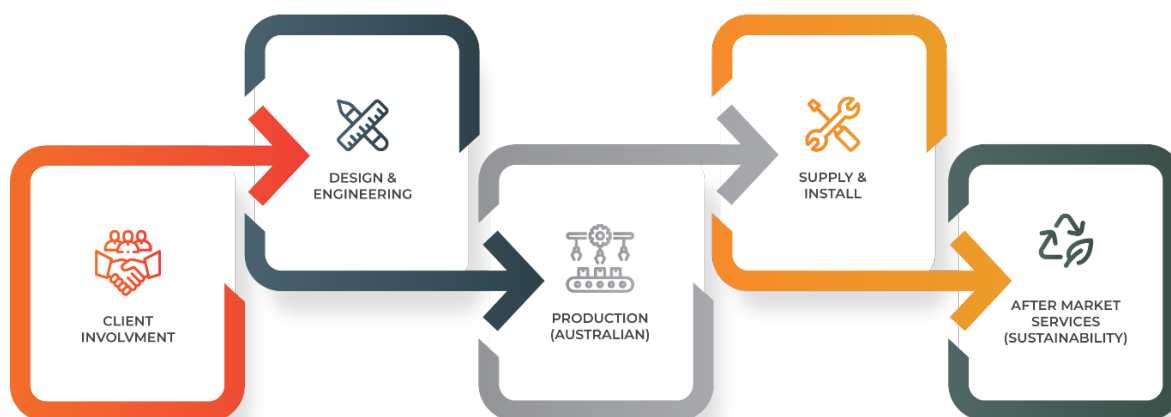 CLIENT
INVOLVMENT
DESIGN &
ENGINEERING
PRODUCTION
(AUSTRALIAN)
SUPPLY &
INSTALL
AFTER MARKET
SERVICES
(SUSTAINABILITY)